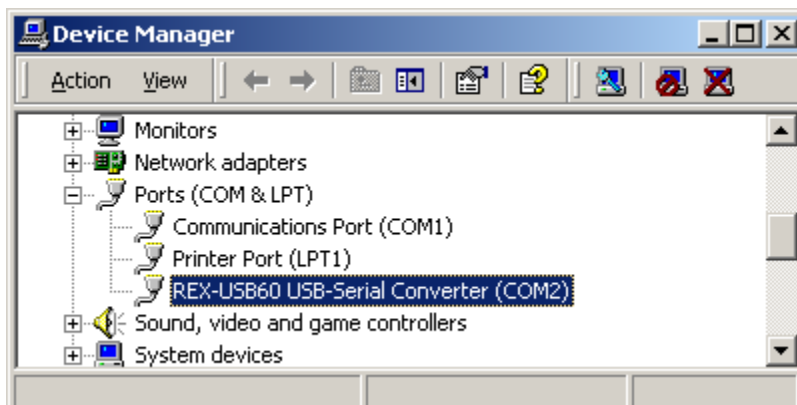 Device Manager
Action View
Monitors
Network adapters
Ports (COM & LPT)
Communications Port (COM1)
Printer Port (LPT1)
REX-USB60 USB-Serial Converter (COM2)
Sound, video and game controllers
System devices